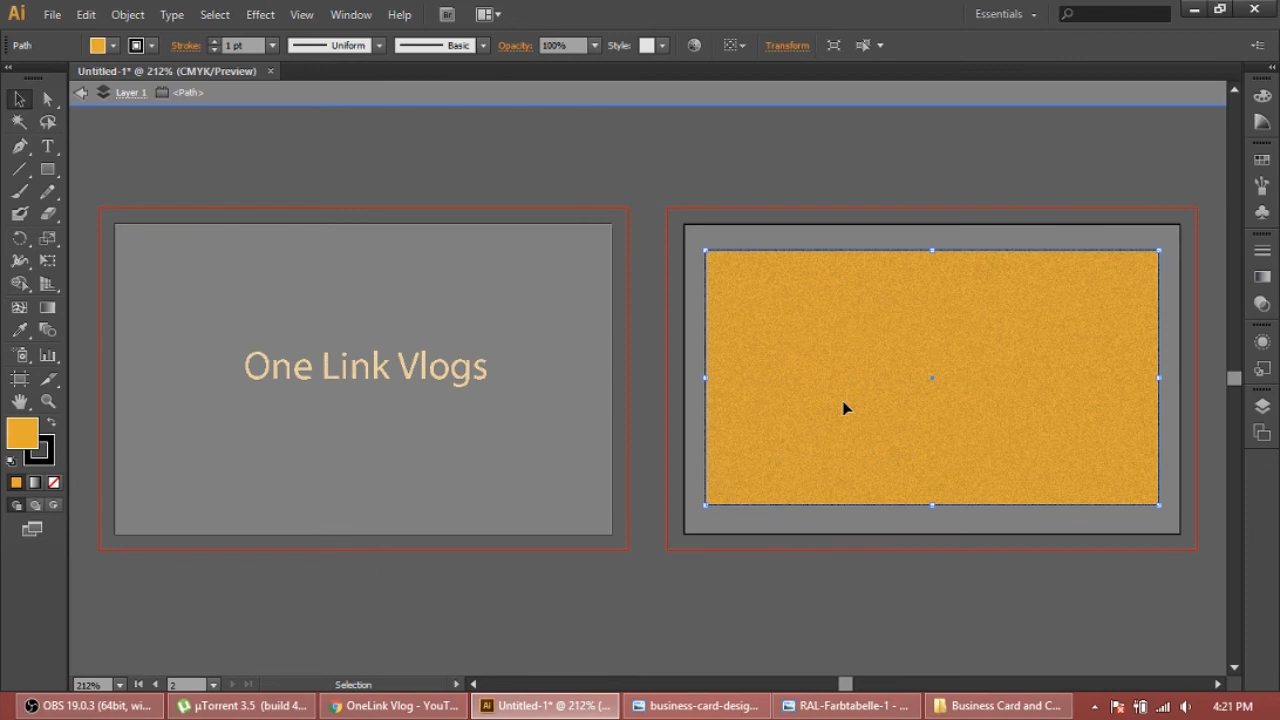 Ai File Edit Object Type Select Effect View Window Help Br Essentials
Path Stroke: 1 pt Uniform Basic Opacity: 100% Style: Transform
Untitled-1* @ 212% (CMYK/Preview) ×
Layer 1 <Path>
One Link Vlogs
212% 2 Selection
OBS 19.0.3 (64bit, wi... µTorrent 3.5 (build 4... OneLink Vlog - YouT... Ai Untitled-1* @ 212% (... business-card-desig... RAL-Farbtabelle-1 - ... Business Card and C... 4:21 PM